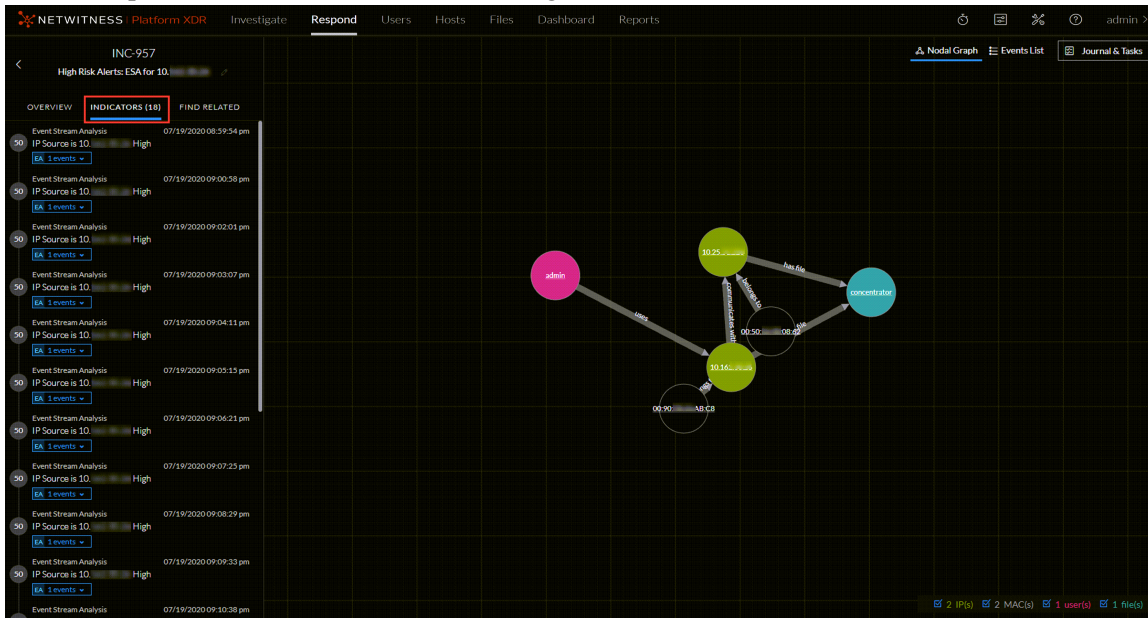 NETWITNESS Platform XDR Investigate Respond Users Hosts Files Dashboard Reports admin >
INC-957
High Risk Alerts: ESA for 10.
Nodal Graph Events List Journal & Tasks
OVERVIEW INDICATORS (18) FIND RELATED
Event Stream Analysis 07/19/2020 08:59:54 pm
50 IP Source is 10. High
EA 1 events
Event Stream Analysis 07/19/2020 09:00:58 pm
50 IP Source is 10. High
EA 1 events
Event Stream Analysis 07/19/2020 09:02:01 pm
50 IP Source is 10. High
EA 1 events
Event Stream Analysis 07/19/2020 09:03:07 pm
50 IP Source is 10. High
EA 1 events
Event Stream Analysis 07/19/2020 09:04:11 pm
50 IP Source is 10. High
EA 1 events
Event Stream Analysis 07/19/2020 09:05:15 pm
50 IP Source is 10. High
EA 1 events
Event Stream Analysis 07/19/2020 09:06:21 pm
50 IP Source is 10. High
EA 1 events
Event Stream Analysis 07/19/2020 09:07:25 pm
50 IP Source is 10. High
EA 1 events
Event Stream Analysis 07/19/2020 09:08:29 pm
50 IP Source is 10. High
EA 1 events
Event Stream Analysis 07/19/2020 09:09:33 pm
50 IP Source is 10. High
EA 1 events
Event Stream Analysis 07/19/2020 09:10:38 pm
10.25
has file
admin
concentrator
belongs to
communicates with
uses
00:50: :08:
file
10.16
00:90: AB:C8
2 IP(s) 2 MAC(s) 1 user(s) 1 file(s)